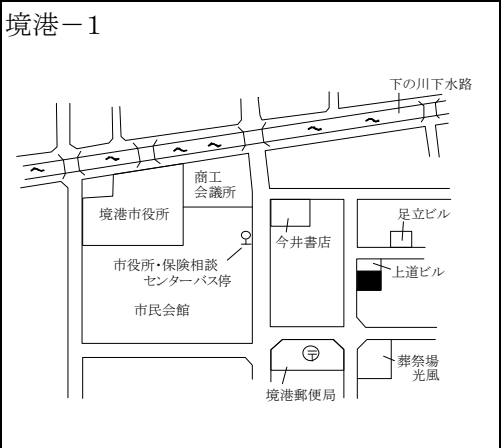 境港－1
下の川下水路
商工
会議所
境港市役所
足立ビル
今井書店
市役所・保険相談
センターバス停
上道ビル
市民会館
葬祭場
光風
境港郵便局